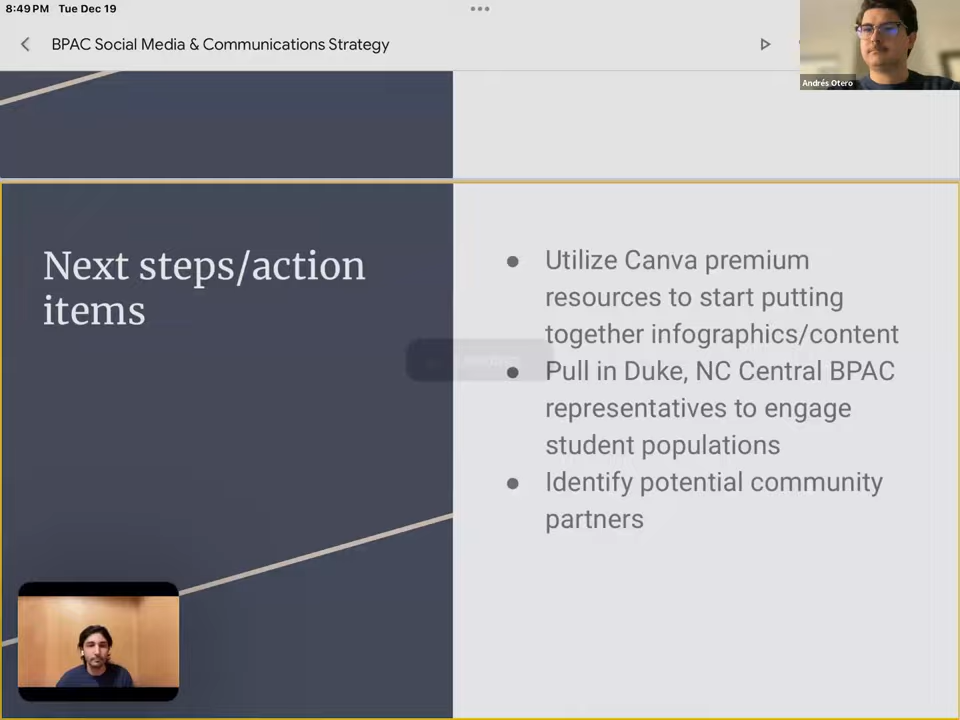 8:49 PM Tue Dec 19
BPAC Social Media & Communications Strategy
Andrés Otero
Next steps/action
items
● Utilize Canva premium
resources to start putting
together infographics/content
● Pull in Duke, NC Central BPAC
representatives to engage
student populations
● Identify potential community
partners